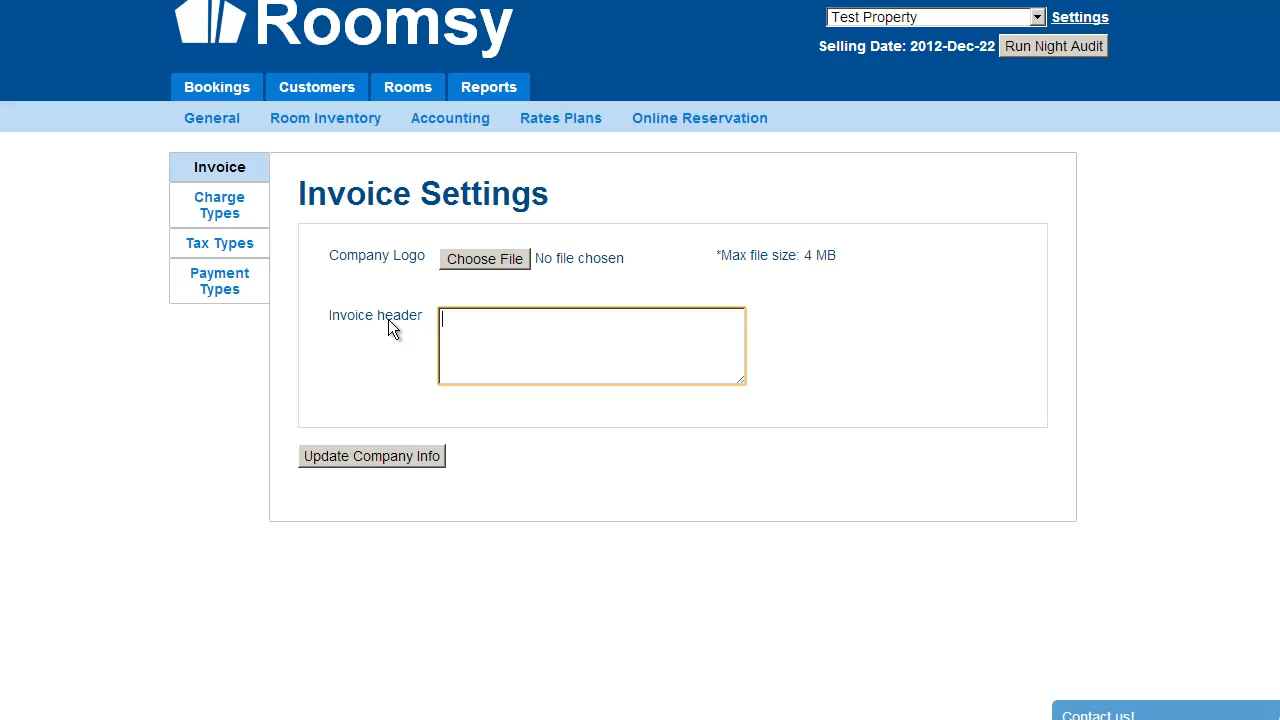 Roomsy
Test Property
Settings
Selling Date: 2012-Dec-22
Run Night Audit
Bookings
Customers
Rooms
Reports
General
Room Inventory
Accounting
Rates Plans
Online Reservation
Invoice
Charge
Types
Tax Types
Payment
Types
Invoice Settings
Company Logo
Choose File
No file chosen
*Max file size: 4 MB
Invoice header
Update Company Info
Contact us!